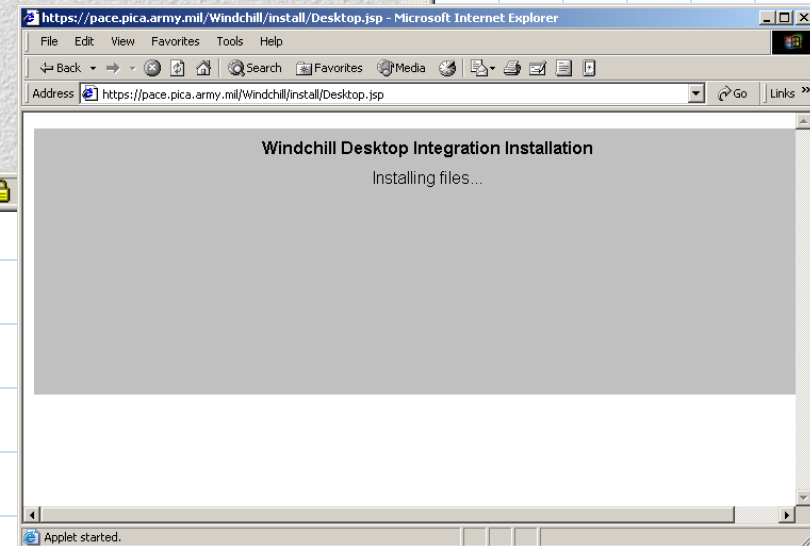 https://pace.pica.army.mil/Windchill/install/Desktop.jsp - Microsoft Internet Explorer
File Edit View Favorites Tools Help
Back Search Favorites Media
Address https://pace.pica.army.mil/Windchill/install/Desktop.jsp Go Links »
Windchill Desktop Integration Installation
Installing files...
Applet started.